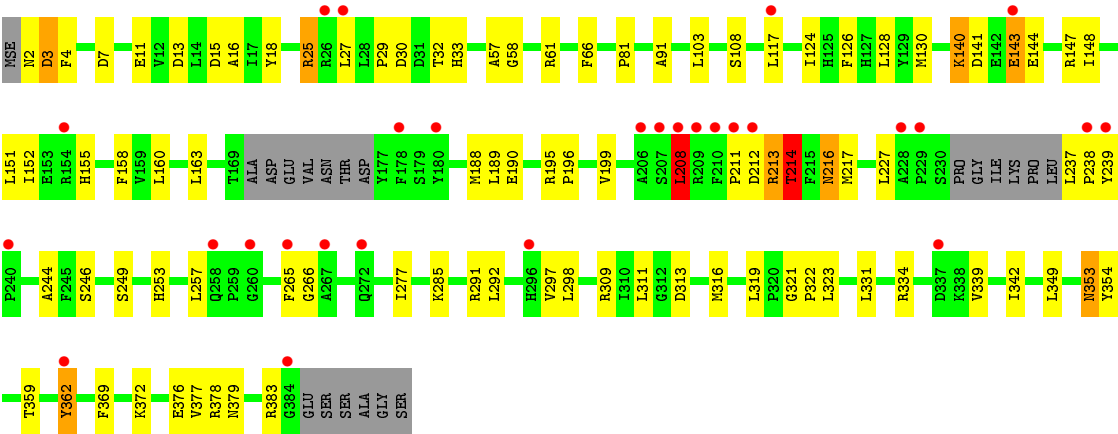 MSE N2 D3 F4 D7 E11 V12 D13 L14 D15 A16 I17 Y18 R25 R26 L27 L28 P29 D30 D31 T32 H33 A57 G58 R61 F66 P81 A91 L103 S108 L117 I124 H125 F126 H127 L128 Y129 M130 K140 D141 E142 E143 E144 R147 I148
L151 I152 E153 R154 H155 F158 V159 L160 L163 T169 ALA ASP GLU VAL ASN THR ASP Y177 F178 S179 Y180 M188 L189 E190 R195 P196 V199 A206 S207 L208 R209 F210 P211 D212 R213 T214 F215 N216 M217 L227 A228 P229 S230 PRO GLY ILE LYS PRO LEU L237 P238 Y239
P240 A244 F245 S246 S249 H253 L257 Q258 P259 G260 F265 G266 A267 Q272 I277 K285 R291 L292 H296 V297 L298 R309 I310 L311 G312 D313 M316 L319 P320 G321 P322 L323 L331 R334 D337 K338 V339 I342 L349 N353 Y354
T359 Y362 F369 K372 E376 V377 R378 N379 R383 G384 GLU SER SER ALA GLY SER